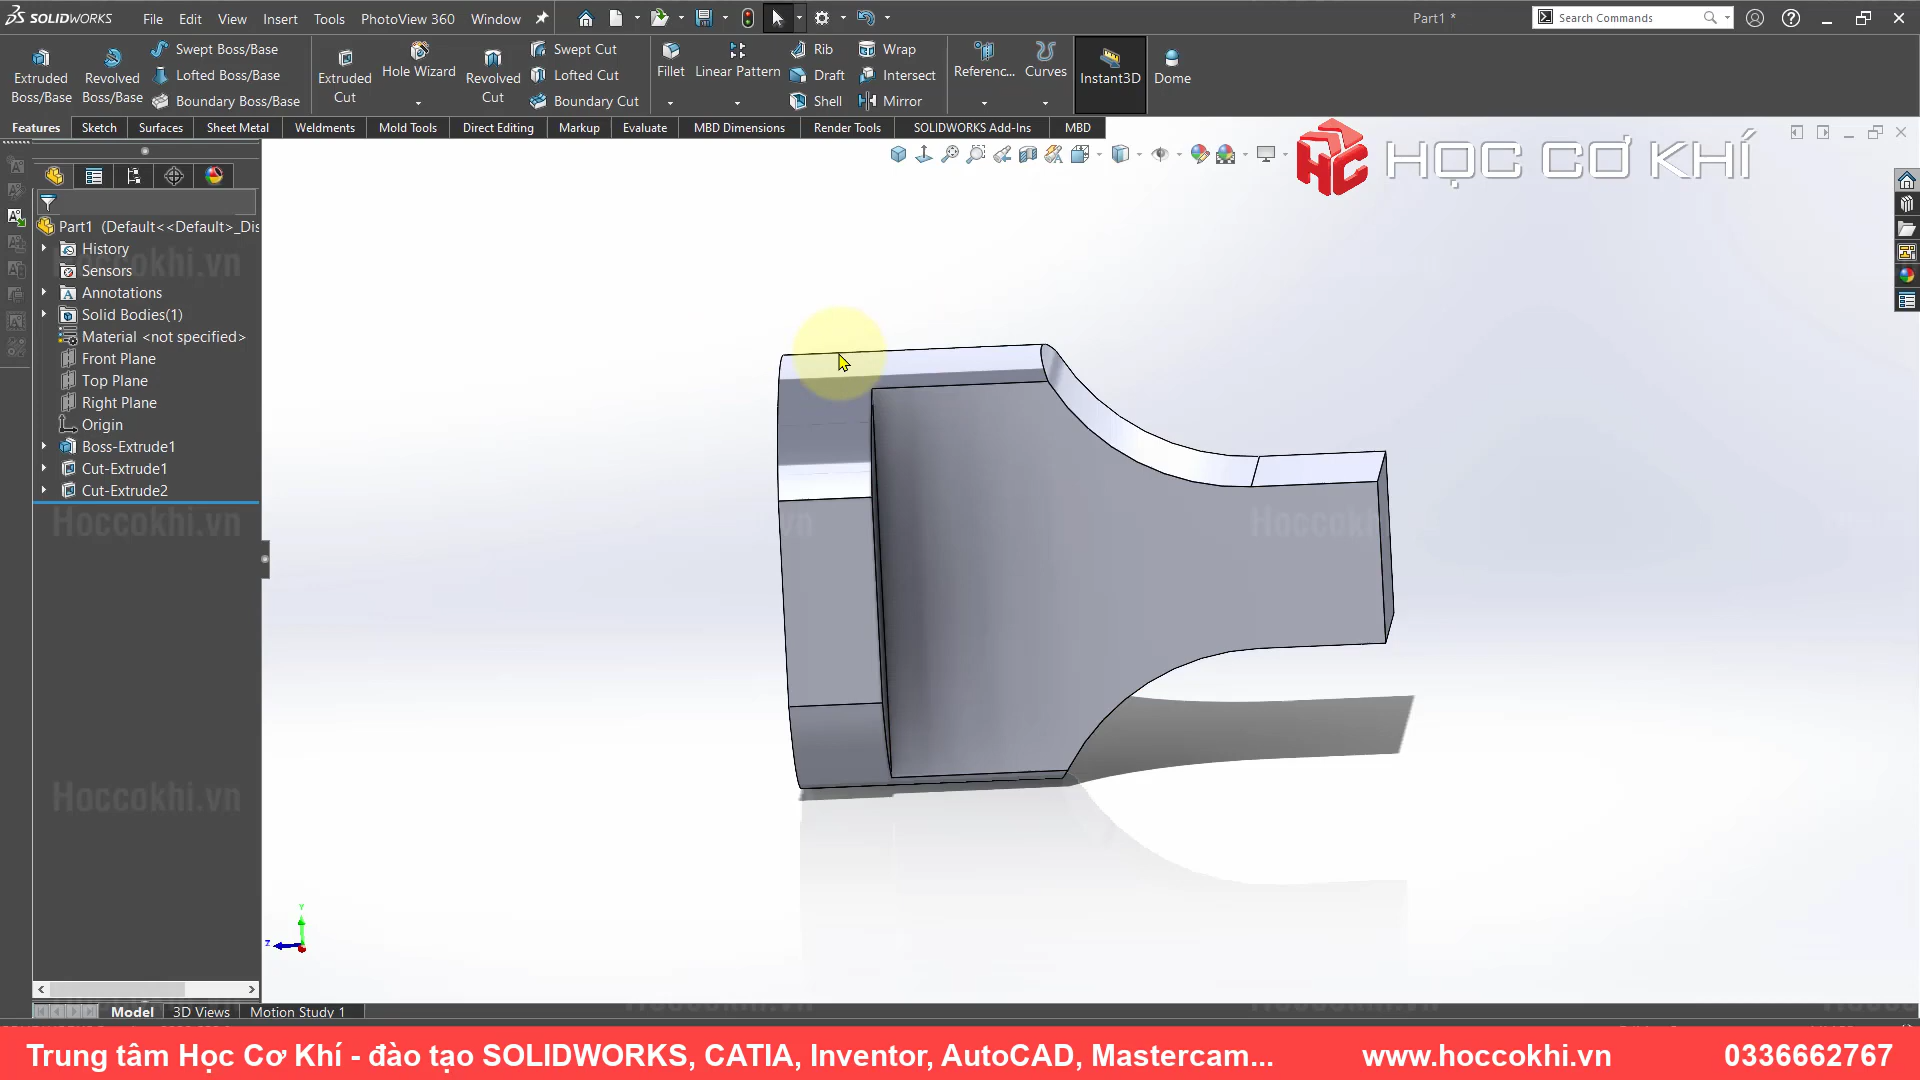 SOLIDWORKS
File Edit View Insert Tools PhotoView 360 Window
Part1 *
Search Commands
Extruded Boss/Base
Revolved Boss/Base
Swept Boss/Base
Lofted Boss/Base
Boundary Boss/Base
Extruded Cut
Hole Wizard
Revolved Cut
Swept Cut
Lofted Cut
Boundary Cut
Fillet
Linear Pattern
Rib
Draft
Shell
Wrap
Intersect
Mirror
Referenc...
Curves
Instant3D
Dome
Features Sketch Surfaces Sheet Metal Weldments Mold Tools Direct Editing Markup Evaluate MBD Dimensions Render Tools SOLIDWORKS Add-Ins MBD
HC HỌC CƠ KHÍ
Part1 (Default<<Default>_Dis
History
Sensors
Annotations
Solid Bodies(1)
Material <not specified>
Front Plane
Top Plane
Right Plane
Origin
Boss-Extrude1
Cut-Extrude1
Cut-Extrude2
Hoccokhi.vn
Hoccokhi.vn
Hoccokhi.vn
Y
Z
Model 3D Views Motion Study 1
Trung tâm Học Cơ Khí - đào tạo SOLIDWORKS, CATIA, Inventor, AutoCAD, Mastercam... www.hoccokhi.vn 0336662767